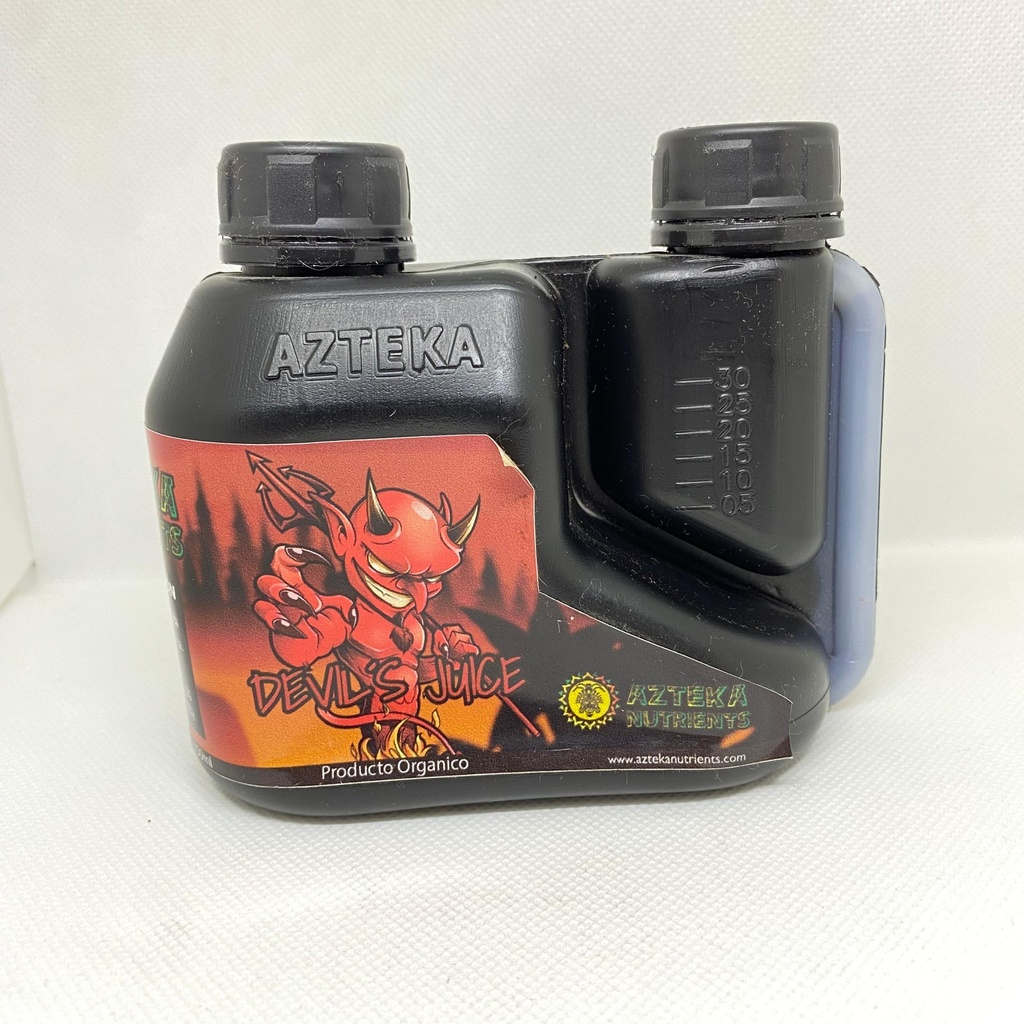 AZTEKA
30
25
20
15
10
05
DEVIL'S JUICE
AZTEKA
NUTRIENTS
Producto Organico
www.aztekanutrients.com